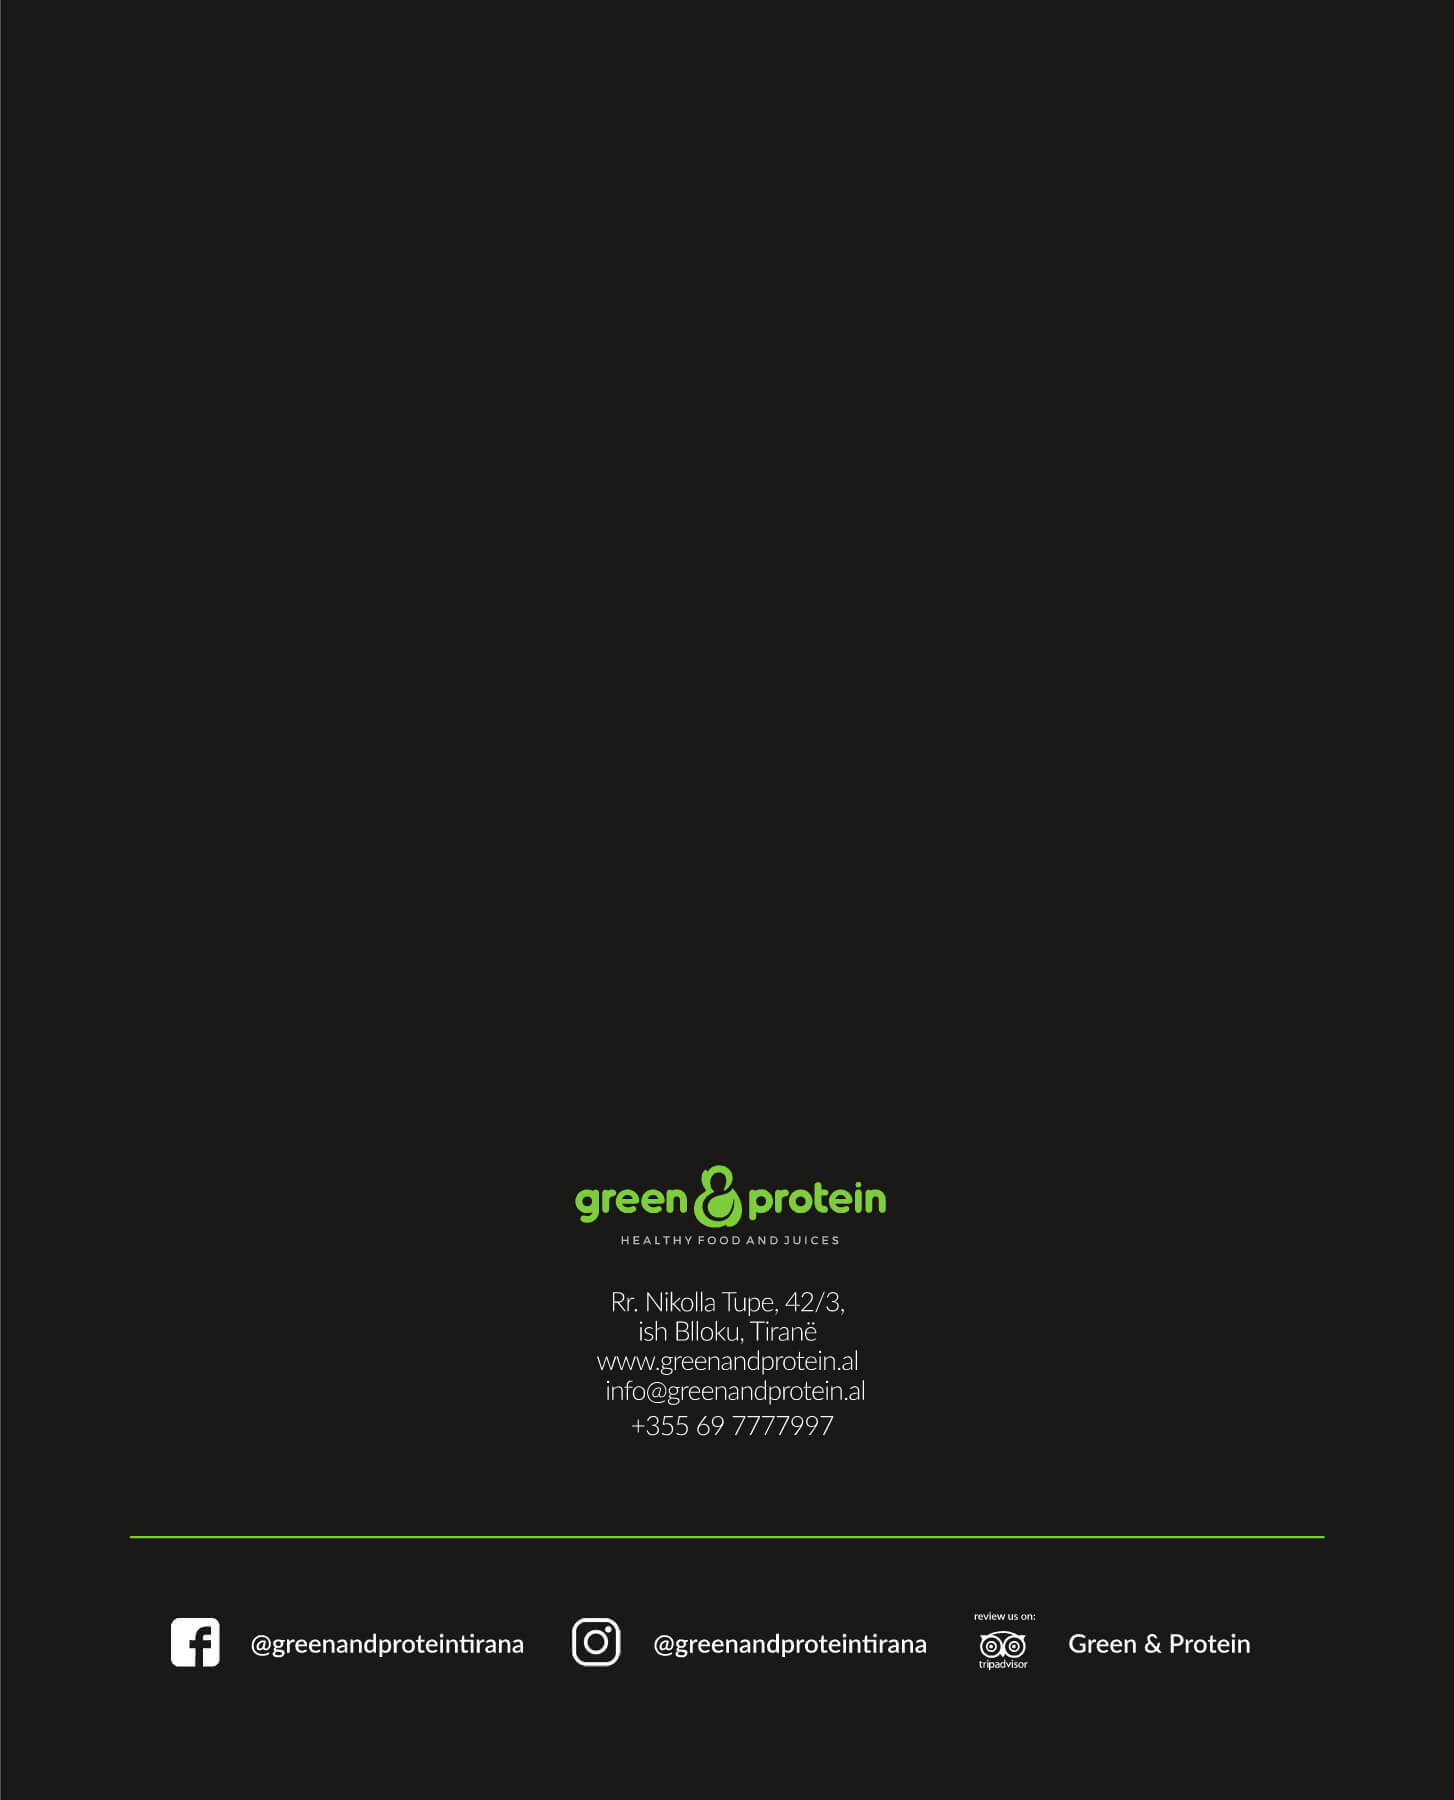 green & protein
HEALTHY FOOD AND JUICES
Rr. Nikolla Tupe, 42/3,
ish Blloku, Tiranë
www.greenandprotein.al
info@greenandprotein.al
+355 69 7777997
@greenandproteintirana
@greenandproteintirana
review us on:
tripadvisor
Green & Protein